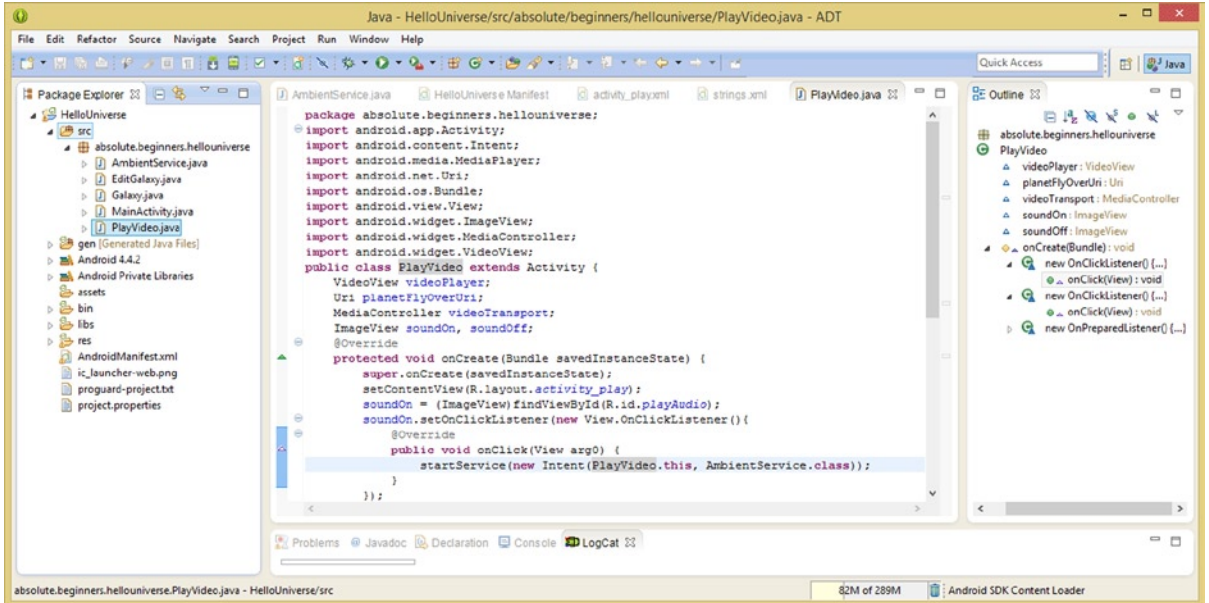 Java - HelloUniverse/src/absolute/beginners/hellouniverse/PlayVideo.java - ADT
File Edit Refactor Source Navigate Search Project Run Window Help
Quick Access
Java
Package Explorer
HelloUniverse
src
absolute.beginners.hellouniverse
AmbientService.java
EditGalaxy.java
Galaxy.java
MainActivity.java
PlayVideo.java
gen [Generated Java Files]
Android 4.4.2
Android Private Libraries
assets
bin
libs
res
AndroidManifest.xml
ic_launcher-web.png
proguard-project.txt
project.properties
AmbientService.java HelloUniverse Manifest activity_play.xml strings.xml PlayVideo.java
package absolute.beginners.hellouniverse;
import android.app.Activity;
import android.content.Intent;
import android.media.MediaPlayer;
import android.net.Uri;
import android.os.Bundle;
import android.view.View;
import android.widget.ImageView;
import android.widget.MediaController;
import android.widget.VideoView;
public class PlayVideo extends Activity {
VideoView videoPlayer;
Uri planetFlyOverUri;
MediaController videoTransport;
ImageView soundOn, soundOff;
@Override
protected void onCreate(Bundle savedInstanceState) {
super.onCreate(savedInstanceState);
setContentView(R.layout.activity_play);
soundOn = (ImageView)findViewById(R.id.playAudio);
soundOn.setOnClickListener(new View.OnClickListener(){
@Override
public void onClick(View arg0) {
startService(new Intent(PlayVideo.this, AmbientService.class));
}
});
Outline
absolute.beginners.hellouniverse
PlayVideo
videoPlayer : VideoView
planetFlyOverUri : Uri
videoTransport : MediaController
soundOn : ImageView
soundOff : ImageView
onCreate(Bundle) : void
new OnClickListener() {...}
onClick(View) : void
new OnClickListener() {...}
onClick(View) : void
new OnPreparedListener() {...}
Problems Javadoc Declaration Console LogCat
absolute.beginners.hellouniverse.PlayVideo.java - HelloUniverse/src
82M of 289M
Android SDK Content Loader